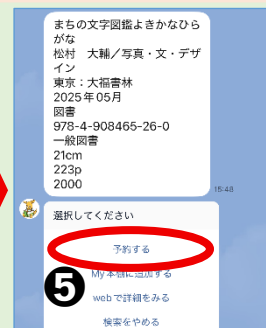 まちの文字図鑑よきかなひら
がな
松村　大輔／写真・文・デザ
イン
東京：大福書林
2025年05月
図書
978-4-908465-26-0
一般図書
21cm
223p
2000
15:48
選択してください
予約する
My本棚に追加する
❺
webで詳細をみる
検索をやめる